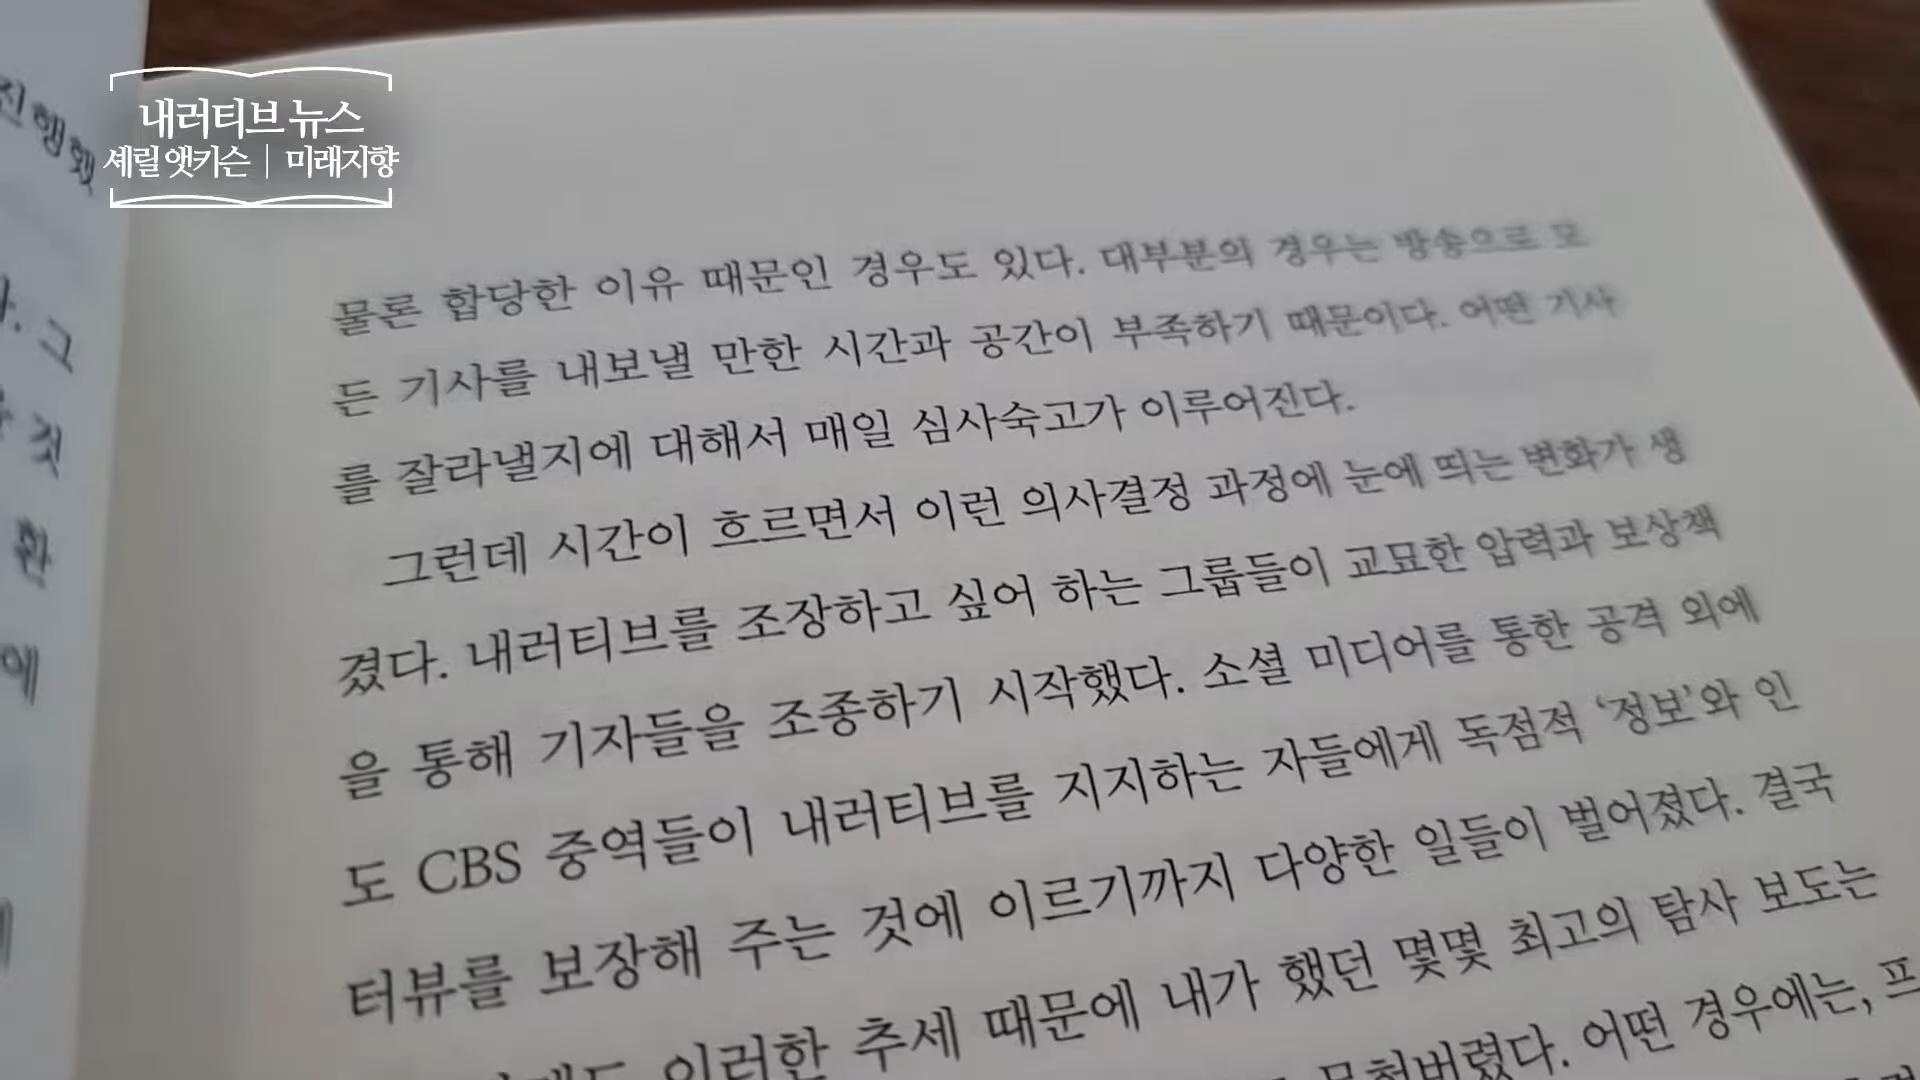 내러티브 뉴스
셰릴 앳키슨 | 미래지향
진행했
그
것
환
에
물론 합당한 이유 때문인 경우도 있다. 대부분의 경우는 방송으로 모
든 기사를 내보낼 만한 시간과 공간이 부족하기 때문이다. 어떤 기사
를 잘라낼지에 대해서 매일 심사숙고가 이루어진다.
그런데 시간이 흐르면서 이런 의사결정 과정에 눈에 띄는 변화가 생
겼다. 내러티브를 조장하고 싶어 하는 그룹들이 교묘한 압력과 보상책
을 통해 기자들을 조종하기 시작했다. 소셜 미디어를 통한 공격 외에
도 CBS 중역들이 내러티브를 지지하는 자들에게 독점적 ‘정보’와 인
터뷰를 보장해 주는 것에 이르기까지 다양한 일들이 벌어졌다. 결국
이러한 추세 때문에 내가 했던 몇몇 최고의 탐사 보도는
묻혀버렸다. 어떤 경우에는, 프